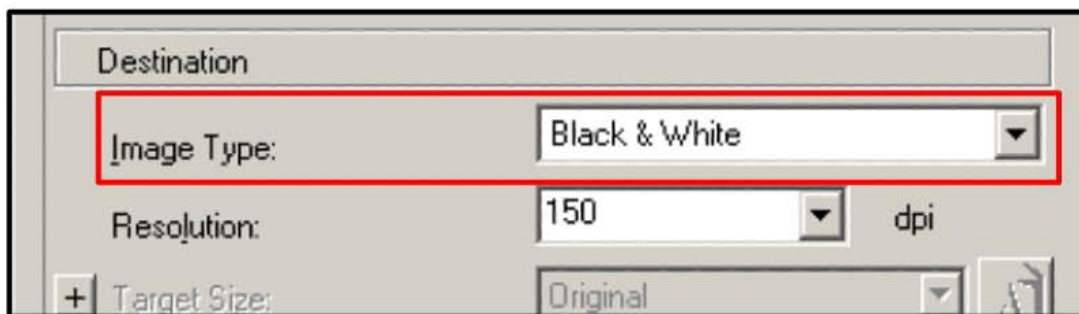 Destination
Image Type: Black & White
Resolution: 150 dpi
+ Target Size: Original